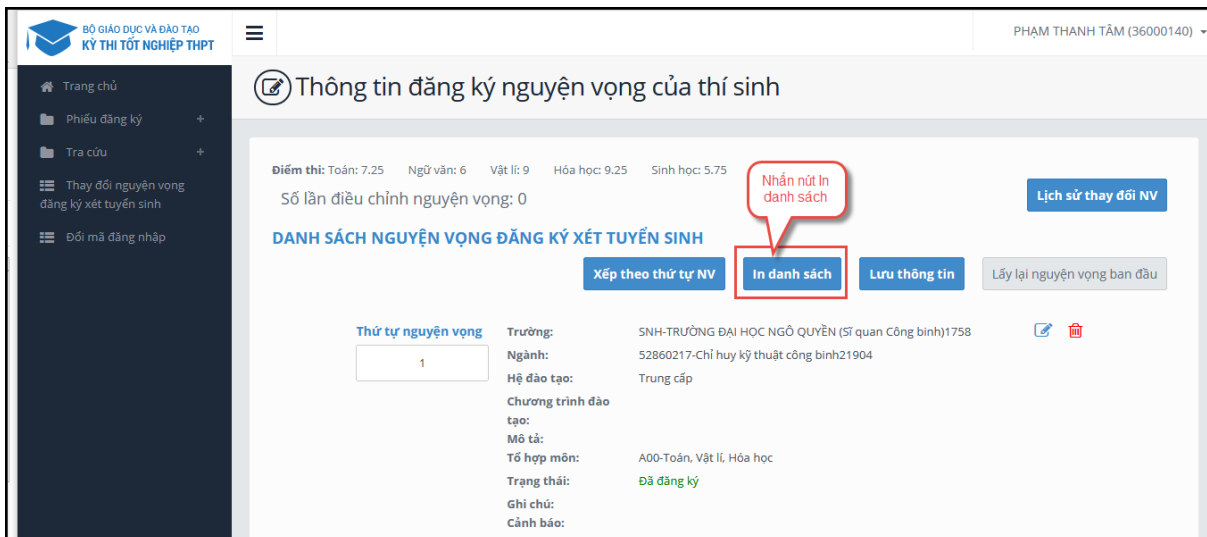 BỘ GIÁO DỤC VÀ ĐÀO TẠO
KỲ THI TỐT NGHIỆP THPT
PHẠM THANH TÂM (36000140)
Trang chủ
Phiếu đăng ký +
Tra cứu +
Thay đổi nguyện vọng
đăng ký xét tuyển sinh
Đổi mã đăng nhập
Thông tin đăng ký nguyện vọng của thí sinh
Điểm thi: Toán: 7.25 Ngữ văn: 6 Vật lí: 9 Hóa học: 9.25 Sinh học: 5.75
Nhấn nút In
danh sách
Số lần điều chỉnh nguyện vọng: 0
Lịch sử thay đổi NV
DANH SÁCH NGUYỆN VỌNG ĐĂNG KÝ XÉT TUYỂN SINH
Xếp theo thứ tự NV In danh sách Lưu thông tin Lấy lại nguyện vọng ban đầu
Thứ tự nguyện vọng
1
Trường: SNH-TRƯỜNG ĐẠI HỌC NGÔ QUYỀN (Sĩ quan Công binh)1758
Ngành: 52860217-Chỉ huy kỹ thuật công binh21904
Hệ đào tạo: Trung cấp
Chương trình đào
tạo:
Mô tả:
Tổ hợp môn: A00-Toán, Vật lí, Hóa học
Trạng thái: Đã đăng ký
Ghi chú:
Cảnh báo: